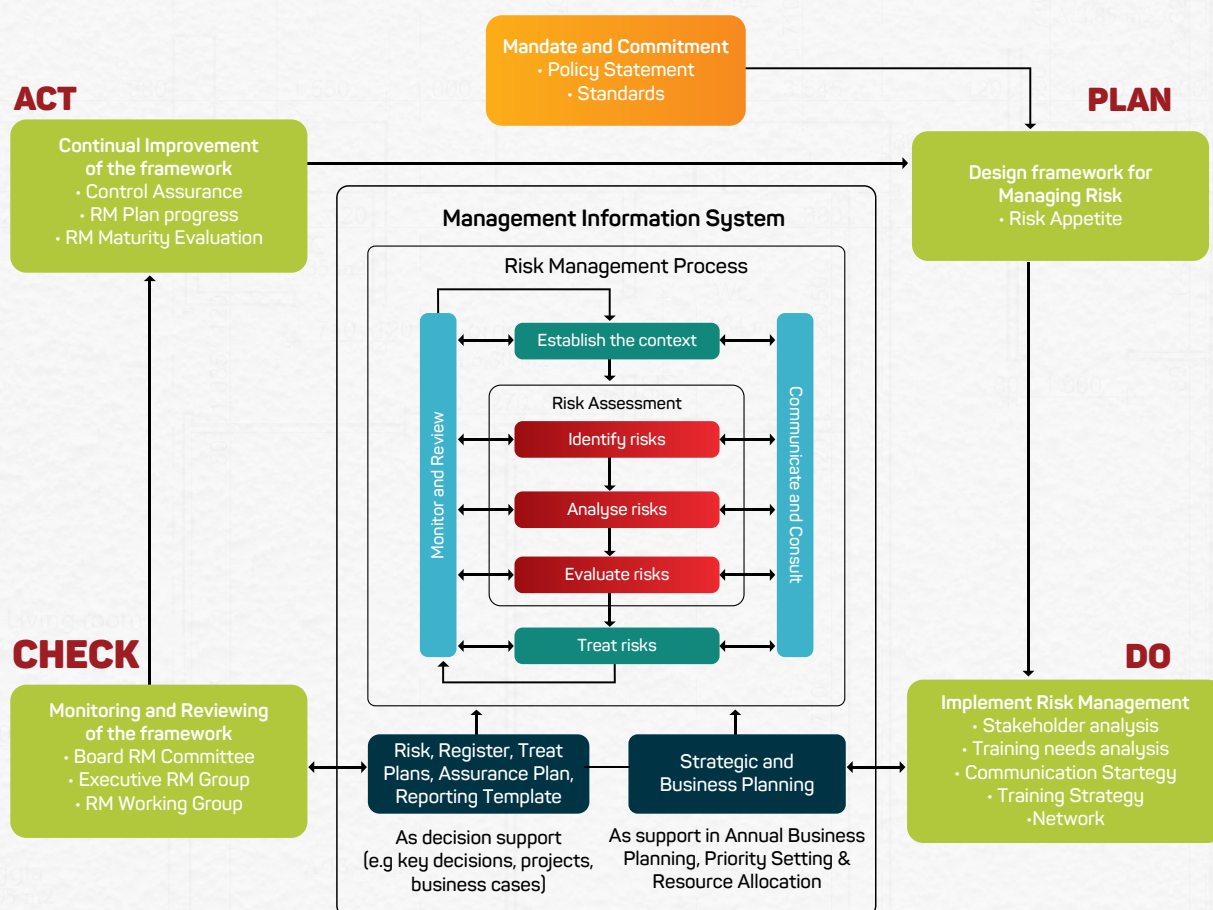 Mandate and Commitment
• Policy Statement
• Standards
ACT
Continual Improvement
of the framework
• Control Assurance
• RM Plan progress
• RM Maturity Evaluation
PLAN
Design framework for
Managing Risk
• Risk Appetite
Management Information System
Risk Management Process
Monitor and Review
Establish the context
Risk Assessment
Identify risks
Analyse risks
Evaluate risks
Treat risks
Communicate and Consult
CHECK
Monitoring and Reviewing
of the framework
• Board RM Committee
• Executive RM Group
• RM Working Group
Risk, Register, Treat
Plans, Assurance Plan,
Reporting Template
As decision support
(e.g key decisions, projects,
business cases)
Strategic and
Business Planning
As support in Annual Business
Planning, Priority Setting &
Resource Allocation
DO
Implement Risk Management
• Stakeholder analysis
• Training needs analysis
• Communication Startegy
• Training Strategy
•Network